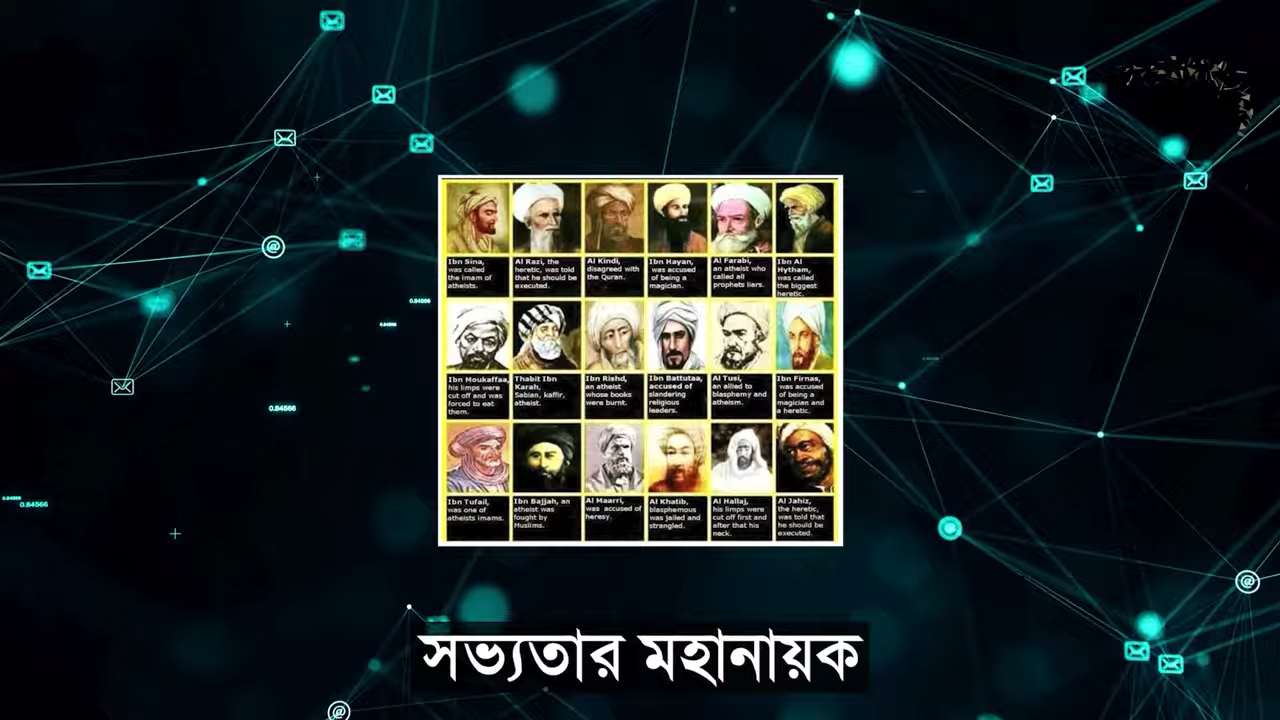 Ibn Sina,
was called
the imam of
atheists.
Al Razi, the
heretic, was told
that he should be
executed.
Al Kindi,
disagreed with
the Quran.
Ibn Hayan,
was accused
of being a
magician.
Al Farabi,
an atheist who
called all
prophets liars.
Ibn Al
Hytham,
was called
the biggest
heretic.
Ibn Moukaffaa,
his limps were
cut off and was
forced to eat
them.
Thabit Ibn
Karah,
Sabian, kaffir,
atheist.
Ibn Rishd,
an atheist
whose books
were burnt.
Ibn Battutaa,
accused of
slandering
religious
leaders.
Al Tusi,
an allied to
blasphemy and
atheism.
Ibn Firnas,
was accused
of being a
magician and
a heretic.
Ibn Tufail,
was one of
atheists imams.
Ibn Bajjah, an
atheist was
fought by
Muslims.
Al Maarri,
was accused of
heresy.
Al Khatib,
blasphemous
was jailed and
strangled.
Al Hallaj,
his limps were
cut off first and
after that his
neck.
Al Jahiz,
the heretic,
was told that
he should be
executed.
0.84566
0.84566
সভ্যতার মহানায়ক